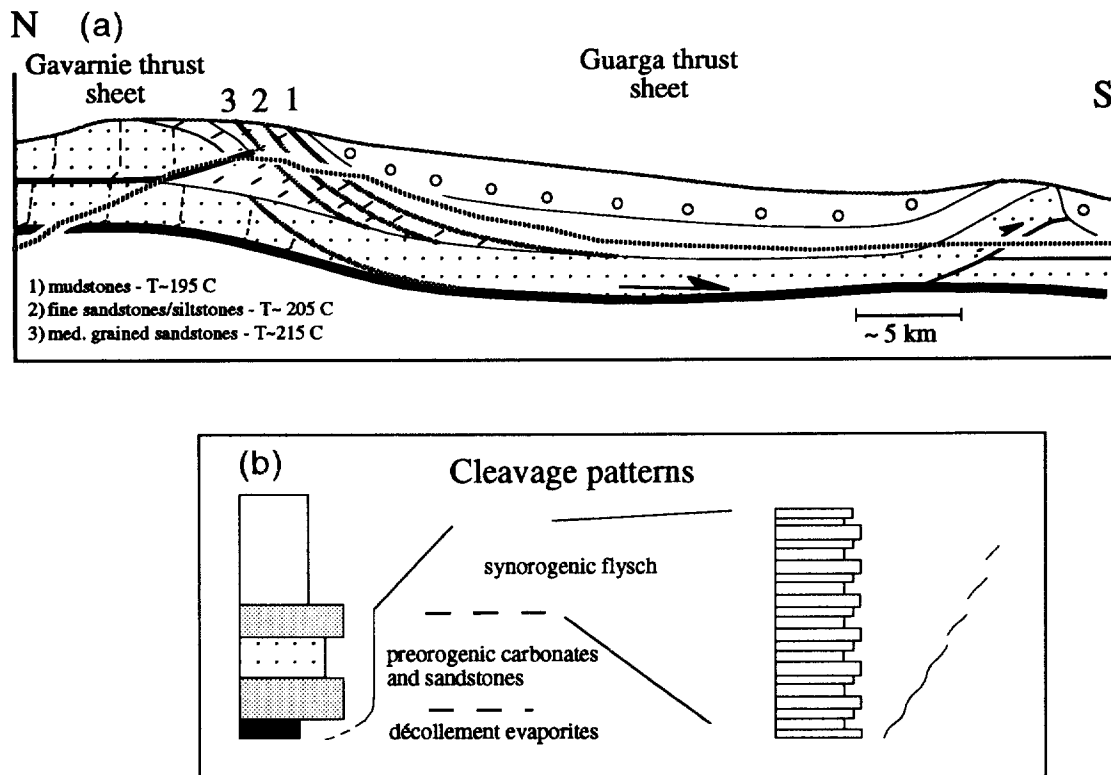 N (a)
Gavarnie thrust
sheet
Guarga thrust
sheet
S
3 2 1
1) mudstones - T~195 C
2) fine sandstones/siltstones - T~ 205 C
3) med. grained sandstones - T~215 C
~ 5 km
(b)
Cleavage patterns
synorogenic flysch
preorogenic carbonates
and sandstones
décollement evaporites